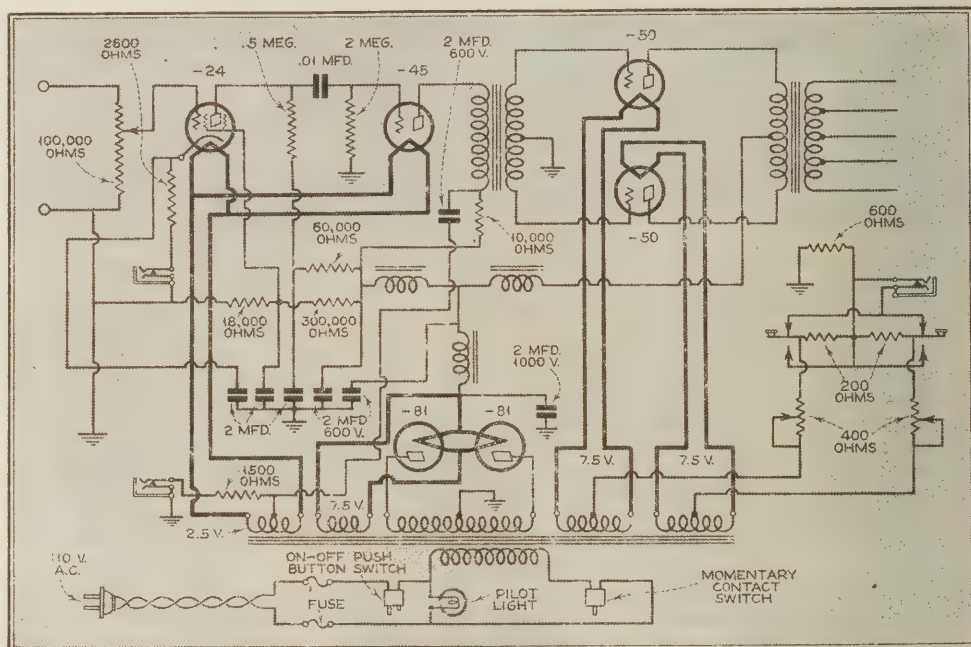 2800
OHMS
.5 MEG.
2 MEG.
.01 MFD.
2 MFD.
600 V.
-50
-24
-45
100,000
OHMS
-50
60,000
OHMS
10,000
OHMS
600
OHMS
18,000
OHMS
300,000
OHMS
200
OHMS
2 MFD.
1000 V.
2 MFD.
2 MFD
600 V.
-81
-81
400
OHMS
1500
OHMS
7.5 V.
7.5 V.
7.5 V.
2.5 V.
110 V.
A.C.
ON-OFF PUSH
BUTTON SWITCH
FUSE
PILOT
LIGHT
MOMENTARY
CONTACT
SWITCH